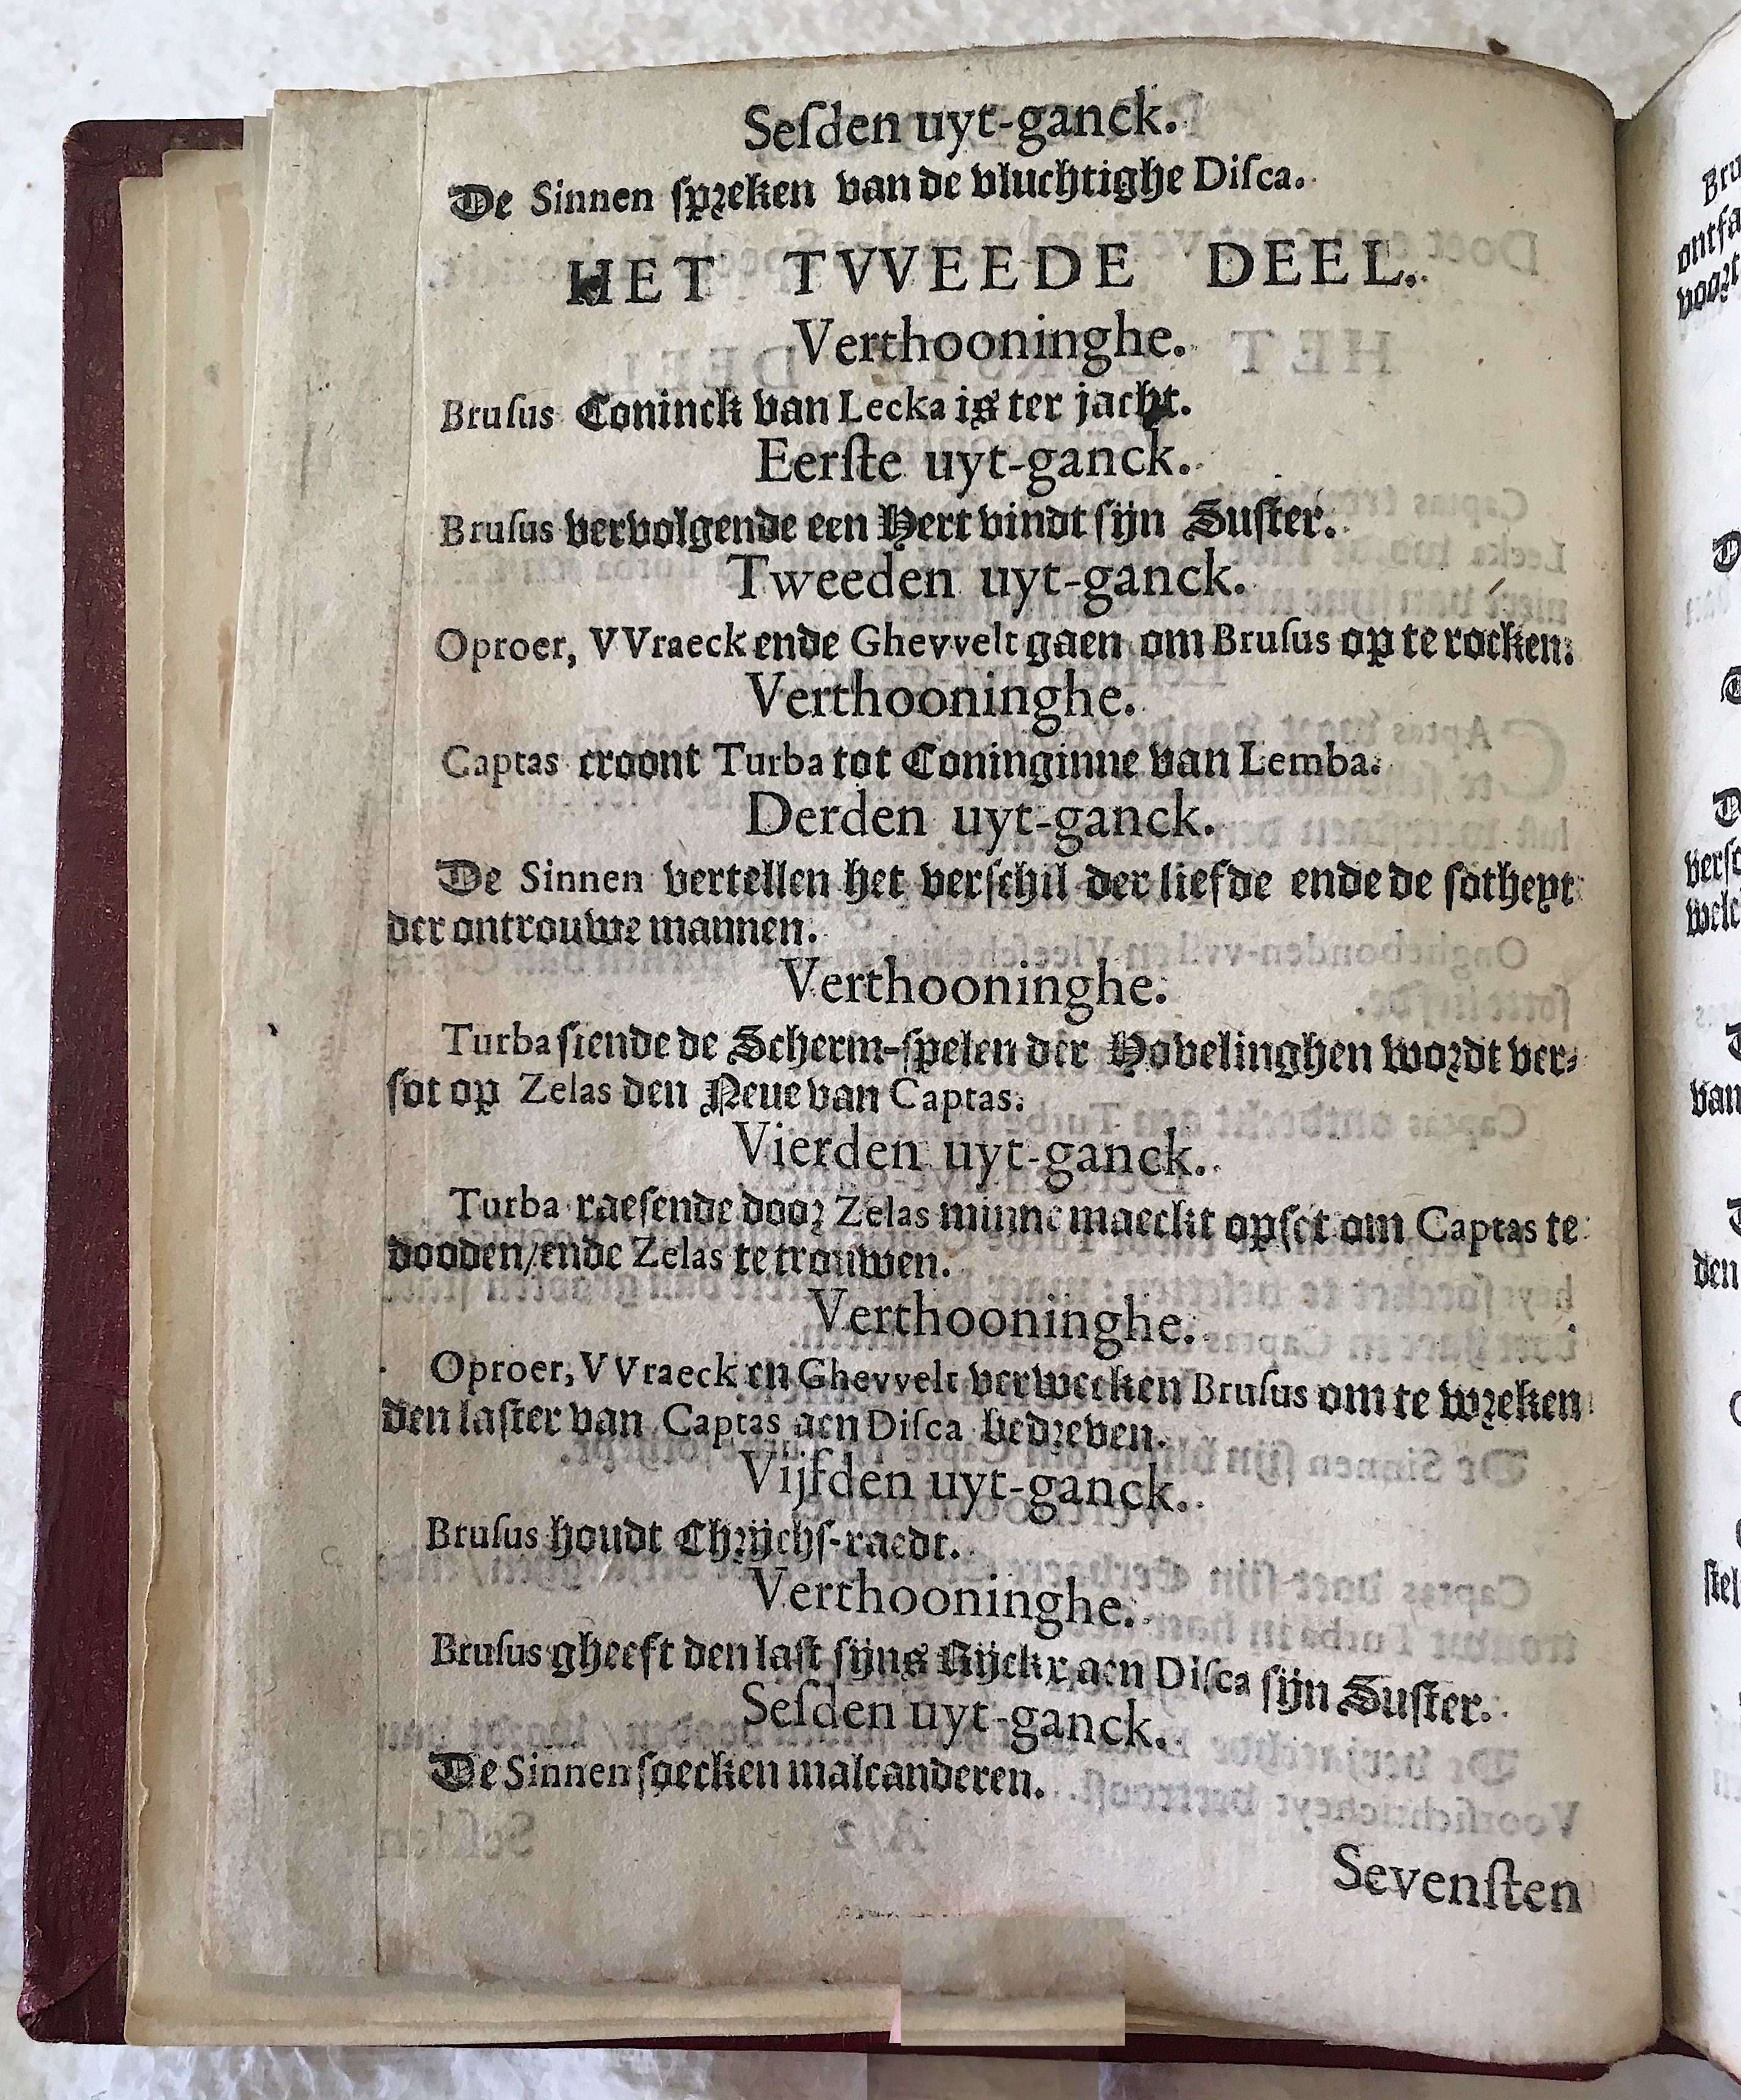 Seſden uyt-ganck.
De Sinnen ſpreken van de vluchtighe Diſca.
HET TVVEEDE DEEL.
Verthooninghe.
Bruſus Coninck van Lecka is ter jacht.
Eerſte uyt-ganck.
Bruſus vervolgende een Hert vindt ſijn Suſter.
Tweeden uyt-ganck.
Oproer, VVraeck ende Ghevvelt gaen om Bruſus op te rocken.
Verthooninghe.
Captas croont Turba tot Coninginne van Lemba.
Derden uyt-ganck.
De Sinnen vertellen het verſchil der liefde ende de ſotheyt
der ontrouwe mannen.
Verthooninghe.
Turba ſiende de Scherm-ſpelen der Hovelinghen wordt ver-
ſot op Zelas den Neue van Captas.
Vierden uyt-ganck.
Turba raeſende door Zelas minne maeckt opſet om Captas te
dooden/ende Zelas te trouwen.
Verthooninghe.
Oproer, VVraeck en Ghevvelt verwecken Bruſus om te wreken
den laſter van Captas aen Diſca bedreven.
Vijfden uyt-ganck.
Bruſus houdt Chrijchſ-raedt.
Verthooninghe.
Bruſus gheeft den laſt ſijns Rijckx aen Diſca ſijn Suſter.
Seſden uyt-ganck.
De Sinnen ſoecken malcanderen.
Sevenſten